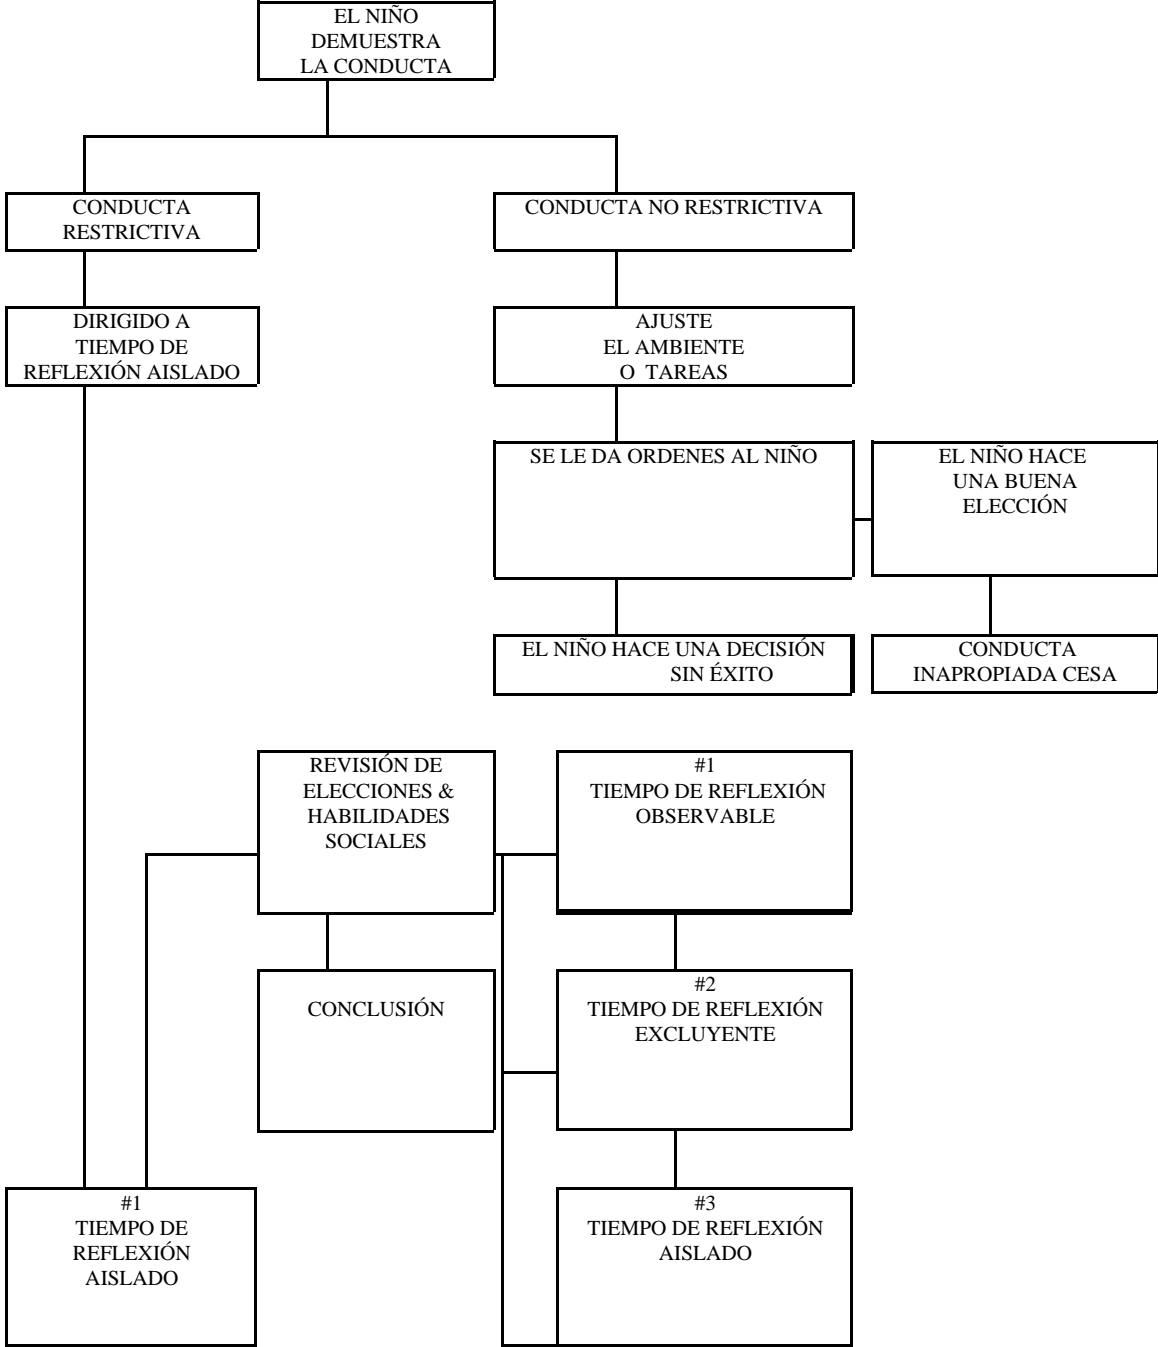 EL NIÑO
DEMUESTRA
LA CONDUCTA
CONDUCTA
RESTRICTIVA
CONDUCTA NO RESTRICTIVA
DIRIGIDO A
TIEMPO DE
REFLEXIÓN AISLADO
AJUSTE
EL AMBIENTE
O TAREAS
SE LE DA ORDENES AL NIÑO
EL NIÑO HACE
UNA BUENA
ELECCIÓN
EL NIÑO HACE UNA DECISIÓN
SIN ÉXITO
CONDUCTA
INAPROPIADA CESA
REVISIÓN DE
ELECCIONES &
HABILIDADES
SOCIALES
#1
TIEMPO DE REFLEXIÓN
OBSERVABLE
CONCLUSIÓN
#2
TIEMPO DE REFLEXIÓN
EXCLUYENTE
#1
TIEMPO DE
REFLEXIÓN
AISLADO
#3
TIEMPO DE REFLEXIÓN
AISLADO